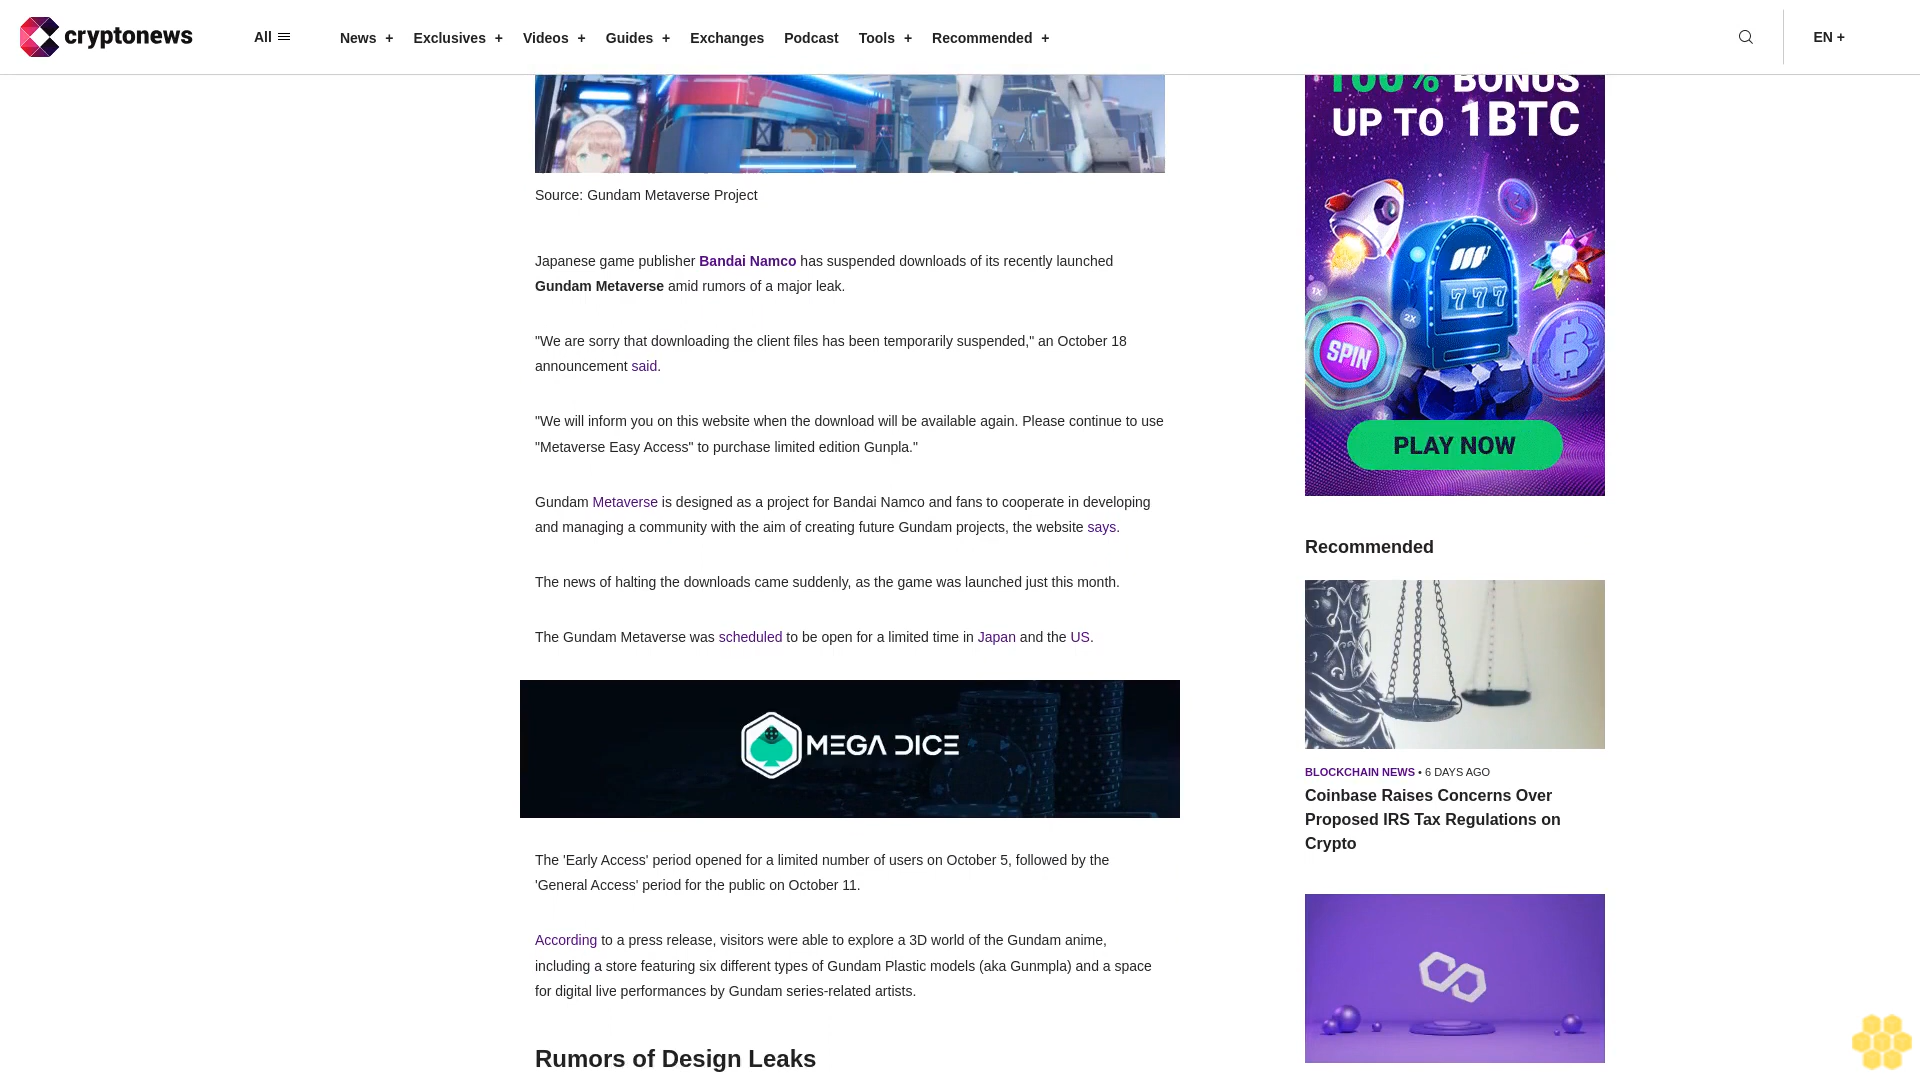 cryptonews
All
News +
Exclusives +
Videos +
Guides +
Exchanges
Podcast
Tools +
Recommended +
EN +
Source: Gundam Metaverse Project
Japanese game publisher Bandai Namco has suspended downloads of its recently launched
Gundam Metaverse amid rumors of a major leak.
"We are sorry that downloading the client files has been temporarily suspended," an October 18
announcement said.
"We will inform you on this website when the download will be available again. Please continue to use
"Metaverse Easy Access" to purchase limited edition Gunpla."
Gundam Metaverse is designed as a project for Bandai Namco and fans to cooperate in developing
and managing a community with the aim of creating future Gundam projects, the website says.
The news of halting the downloads came suddenly, as the game was launched just this month.
The Gundam Metaverse was scheduled to be open for a limited time in Japan and the US.
MEGA DICE
The 'Early Access' period opened for a limited number of users on October 5, followed by the
'General Access' period for the public on October 11.
According to a press release, visitors were able to explore a 3D world of the Gundam anime,
including a store featuring six different types of Gundam Plastic models (aka Gunmpla) and a space
for digital live performances by Gundam series-related artists.
Rumors of Design Leaks
100% BONUS
UP TO 1BTC
1X
777
2X
SPIN
3X
PLAY NOW
Recommended
BLOCKCHAIN NEWS • 6 DAYS AGO
Coinbase Raises Concerns Over
Proposed IRS Tax Regulations on
Crypto